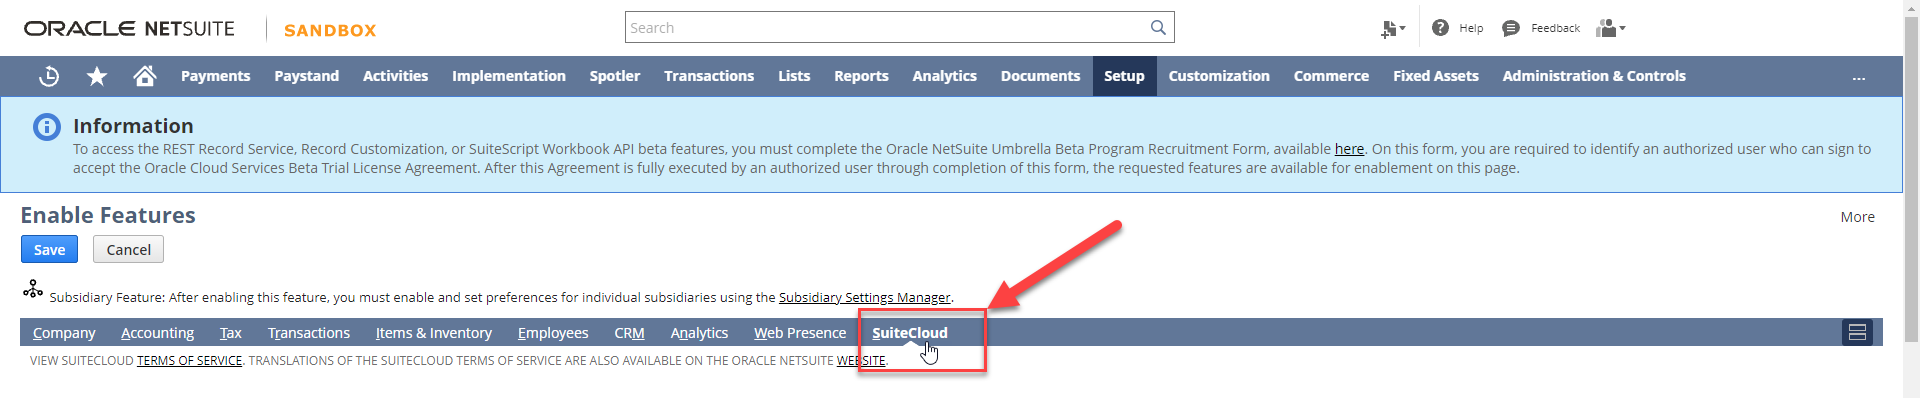 ORACLE NETSUITE SANDBOX Search Help Feedback
Payments Paystand Activities Implementation Spotler Transactions Lists Reports Analytics Documents Setup Customization Commerce Fixed Assets Administration & Controls ...
Information
To access the REST Record Service, Record Customization, or SuiteScript Workbook API beta features, you must complete the Oracle NetSuite Umbrella Beta Program Recruitment Form, available here. On this form, you are required to identify an authorized user who can sign to
accept the Oracle Cloud Services Beta Trial License Agreement. After this Agreement is fully executed by an authorized user through completion of this form, the requested features are available for enablement on this page.
Enable Features More
Save Cancel
Subsidiary Feature: After enabling this feature, you must enable and set preferences for individual subsidiaries using the Subsidiary Settings Manager.
Company Accounting Tax Transactions Items & Inventory Employees CRM Analytics Web Presence SuiteCloud
VIEW SUITECLOUD TERMS OF SERVICE. TRANSLATIONS OF THE SUITECLOUD TERMS OF SERVICE ARE ALSO AVAILABLE ON THE ORACLE NETSUITE WEBSITE.